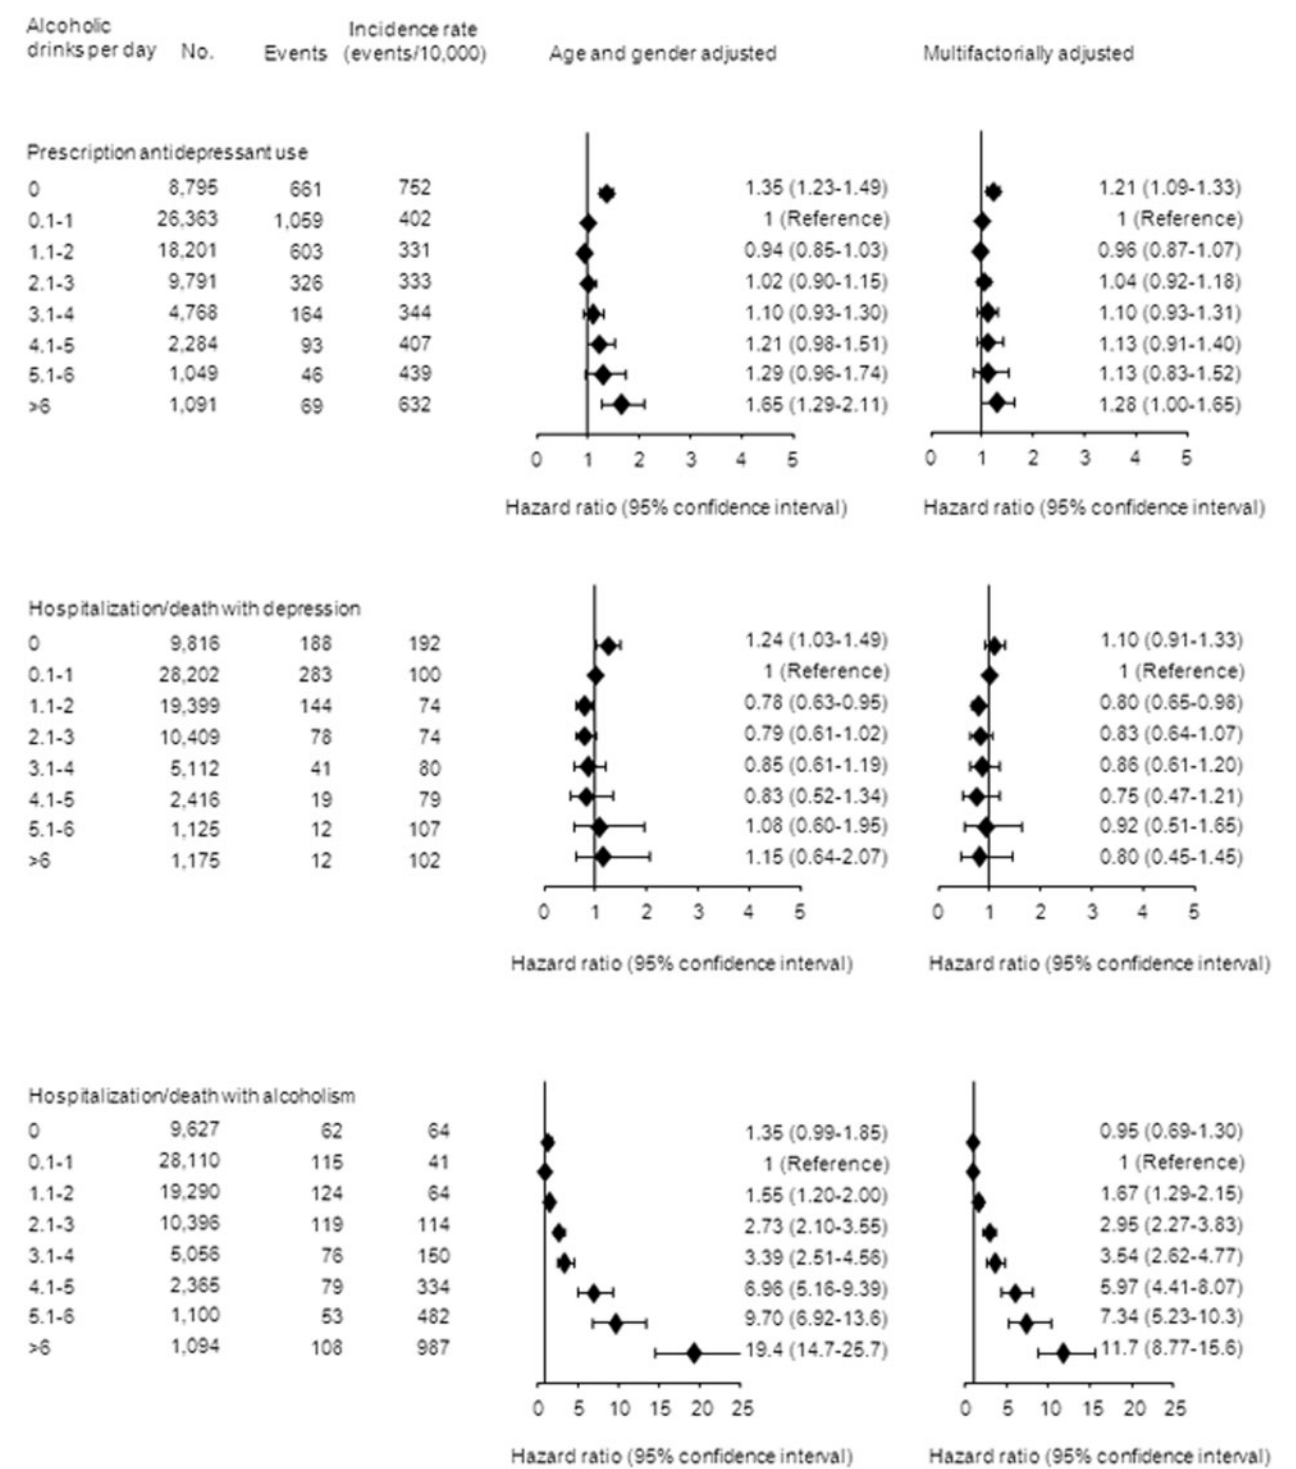 Alcoholic drinks per day No. Events Incidence rate (events/10,000) Age and gender adjusted Multifactorially adjusted
Prescription antidepressant use
0 8,795 661 752 1.35 (1.23-1.49) 1.21 (1.09-1.33)
0.1-1 26,363 1,059 402 1 (Reference) 1 (Reference)
1.1-2 18,201 603 331 0.94 (0.85-1.03) 0.96 (0.87-1.07)
2.1-3 9,791 326 333 1.02 (0.90-1.15) 1.04 (0.92-1.18)
3.1-4 4,768 164 344 1.10 (0.93-1.30) 1.10 (0.93-1.31)
4.1-5 2,284 93 407 1.21 (0.98-1.51) 1.13 (0.91-1.40)
5.1-6 1,049 46 439 1.29 (0.96-1.74) 1.13 (0.83-1.52)
>6 1,091 69 632 1.65 (1.29-2.11) 1.28 (1.00-1.65)
0 1 2 3 4 5 0 1 2 3 4 5
Hazard ratio (95% confidence interval) Hazard ratio (95% confidence interval)
Hospitalization/death with depression
0 9,816 188 192 1.24 (1.03-1.49) 1.10 (0.91-1.33)
0.1-1 28,202 283 100 1 (Reference) 1 (Reference)
1.1-2 19,399 144 74 0.78 (0.63-0.95) 0.80 (0.65-0.98)
2.1-3 10,409 78 74 0.79 (0.61-1.02) 0.83 (0.64-1.07)
3.1-4 5,112 41 80 0.85 (0.61-1.19) 0.86 (0.61-1.20)
4.1-5 2,416 19 79 0.83 (0.52-1.34) 0.75 (0.47-1.21)
5.1-6 1,125 12 107 1.08 (0.60-1.95) 0.92 (0.51-1.65)
>6 1,175 12 102 1.15 (0.64-2.07) 0.80 (0.45-1.45)
0 1 2 3 4 5 0 1 2 3 4 5
Hazard ratio (95% confidence interval) Hazard ratio (95% confidence interval)
Hospitalization/death with alcoholism
0 9,627 62 64 1.35 (0.99-1.85) 0.95 (0.69-1.30)
0.1-1 28,110 115 41 1 (Reference) 1 (Reference)
1.1-2 19,290 124 64 1.55 (1.20-2.00) 1.67 (1.29-2.15)
2.1-3 10,396 119 114 2.73 (2.10-3.55) 2.95 (2.27-3.83)
3.1-4 5,056 76 150 3.39 (2.51-4.56) 3.54 (2.62-4.77)
4.1-5 2,365 79 334 6.96 (5.16-9.39) 5.97 (4.41-8.07)
5.1-6 1,100 53 482 9.70 (6.92-13.6) 7.34 (5.23-10.3)
>6 1,094 108 987 19.4 (14.7-25.7) 11.7 (8.77-15.6)
0 5 10 15 20 25 0 5 10 15 20 25
Hazard ratio (95% confidence interval) Hazard ratio (95% confidence interval)